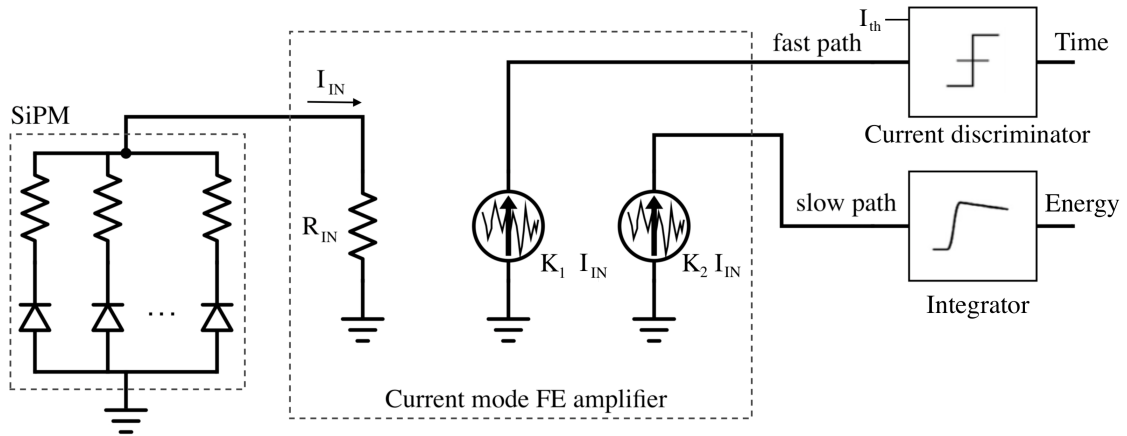 I_th
fast path
Time
I_IN
SiPM
Current discriminator
slow path
Energy
R_IN
K_1 I_IN
K_2 I_IN
...
Integrator
Current mode FE amplifier